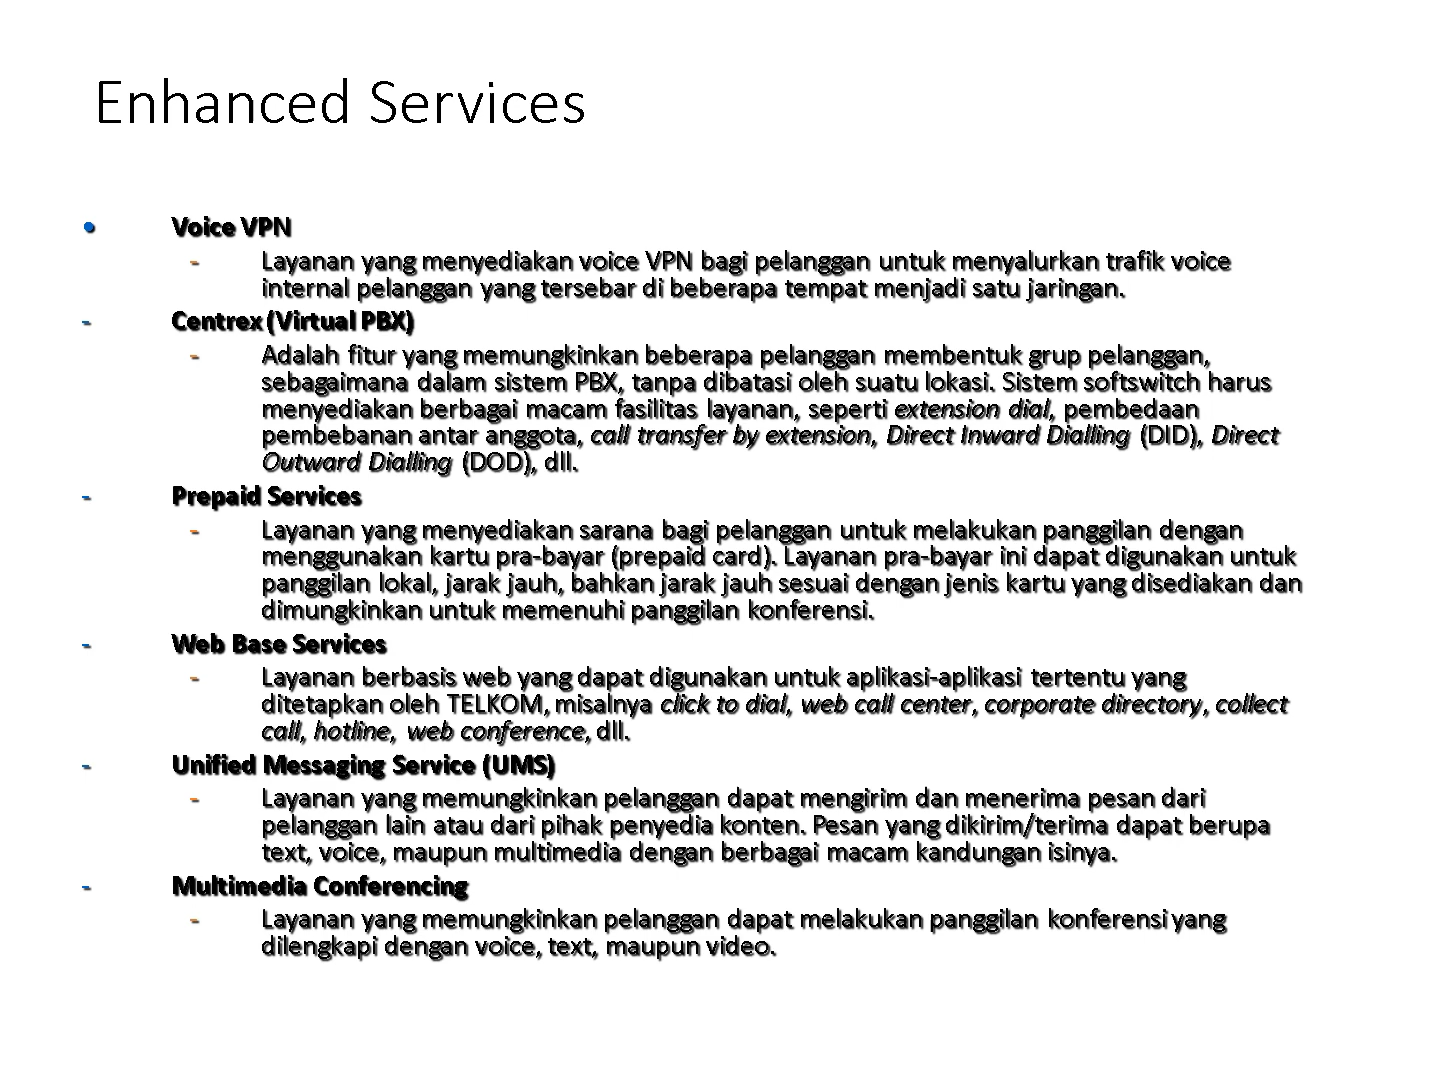 Enhanced Services
• Voice VPN
- Layanan yang menyediakan voice VPN bagi pelanggan untuk menyalurkan trafik voice
internal pelanggan yang tersebar di beberapa tempat menjadi satu jaringan.
- Centrex (Virtual PBX)
- Adalah fitur yang memungkinkan beberapa pelanggan membentuk grup pelanggan,
sebagaimana dalam sistem PBX, tanpa dibatasi oleh suatu lokasi. Sistem softswitch harus
menyediakan berbagai macam fasilitas layanan, seperti extension dial, pembedaan
pembebanan antar anggota, call transfer by extension, Direct Inward Dialling (DID), Direct
Outward Dialling (DOD), dll.
- Prepaid Services
- Layanan yang menyediakan sarana bagi pelanggan untuk melakukan panggilan dengan
menggunakan kartu pra-bayar (prepaid card). Layanan pra-bayar ini dapat digunakan untuk
panggilan lokal, jarak jauh, bahkan jarak jauh sesuai dengan jenis kartu yang disediakan dan
dimungkinkan untuk memenuhi panggilan konferensi.
- Web Base Services
- Layanan berbasis web yang dapat digunakan untuk aplikasi-aplikasi tertentu yang
ditetapkan oleh TELKOM, misalnya click to dial, web call center, corporate directory, collect
call, hotline, web conference, dll.
- Unified Messaging Service (UMS)
- Layanan yang memungkinkan pelanggan dapat mengirim dan menerima pesan dari
pelanggan lain atau dari pihak penyedia konten. Pesan yang dikirim/terima dapat berupa
text, voice, maupun multimedia dengan berbagai macam kandungan isinya.
- Multimedia Conferencing
- Layanan yang memungkinkan pelanggan dapat melakukan panggilan konferensi yang
dilengkapi dengan voice, text, maupun video.